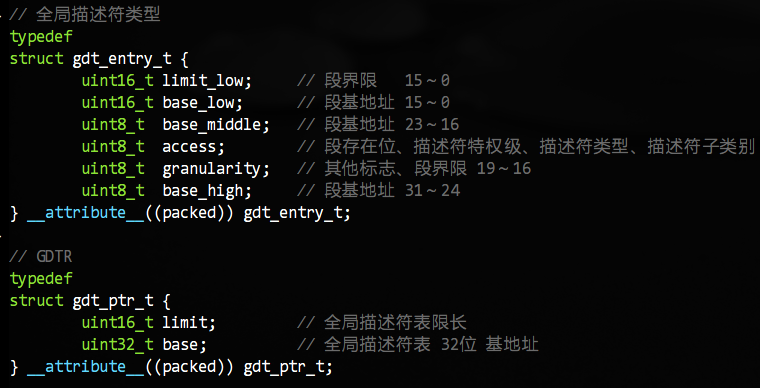 // 全局描述符类型
typedef
struct gdt_entry_t {
        uint16_t limit_low;     // 段界限   15～0
        uint16_t base_low;      // 段基地址 15～0
        uint8_t  base_middle;   // 段基地址 23～16
        uint8_t  access;        // 段存在位、描述符特权级、描述符类型、描述符子类别
        uint8_t  granularity;   // 其他标志、段界限 19～16
        uint8_t  base_high;     // 段基地址 31～24
} __attribute__((packed)) gdt_entry_t;

// GDTR
typedef
struct gdt_ptr_t {
        uint16_t limit;         // 全局描述符表限长
        uint32_t base;          // 全局描述符表 32位 基地址
} __attribute__((packed)) gdt_ptr_t;